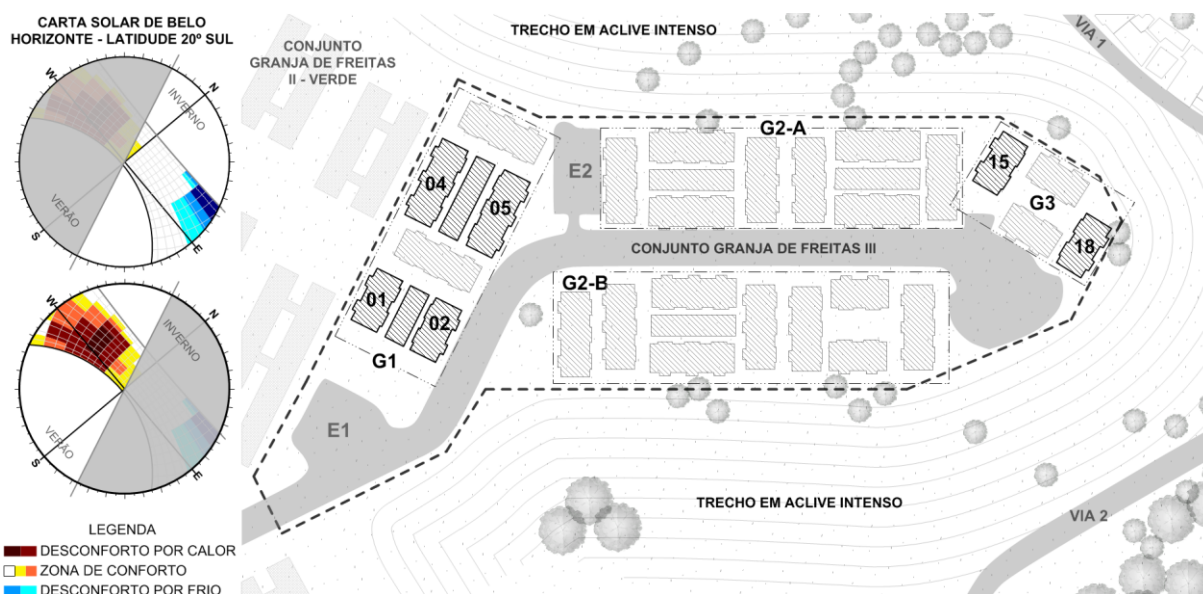 CARTA SOLAR DE BELO
HORIZONTE - LATIDUDE 20º SUL
W
N
INVERNO
VERÃO
S
E
W
N
INVERNO
VERÃO
S
E
LEGENDA
DESCONFORTO POR CALOR
ZONA DE CONFORTO
DESCONFORTO POR FRIO
CONJUNTO
GRANJA DE FREITAS
II - VERDE
TRECHO EM ACLIVE INTENSO
VIA 1
G2-A
E2
04
05
15
G3
18
CONJUNTO GRANJA DE FREITAS III
G2-B
01
02
G1
E1
TRECHO EM ACLIVE INTENSO
VIA 2